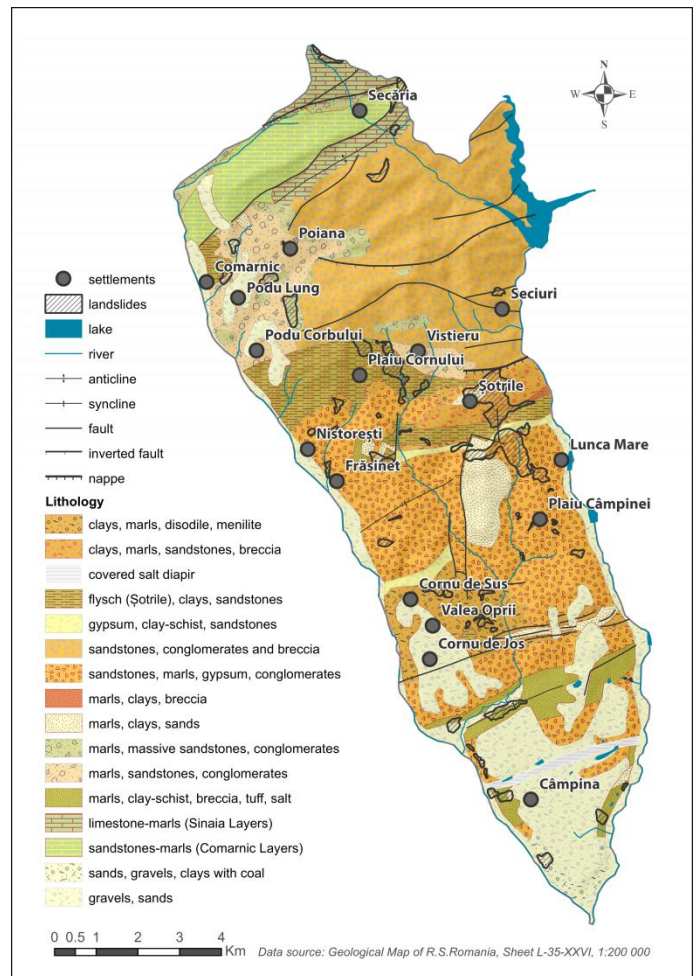 N
W E
S
Secăria
Poiana
Comarnic
Podu Lung
Seciuri
Podu Corbului
Vistieru
Plaiu Cornului
Șotrile
Nistorești
Lunca Mare
Frăsinet
Plaiu Câmpinei
Cornu de Sus
Valea Oprii
Cornu de Jos
Câmpina
settlements
landslides
lake
river
anticline
syncline
fault
inverted fault
nappe
Lithology
clays, marls, disodile, menilite
clays, marls, sandstones, breccia
covered salt diapir
flysch (Șotrile), clays, sandstones
gypsum, clay-schist, sandstones
sandstones, conglomerates and breccia
sandstones, marls, gypsum, conglomerates
marls, clays, breccia
marls, clays, sands
marls, massive sandstones, conglomerates
marls, sandstones, conglomerates
marls, clay-schist, breccia, tuff, salt
limestone-marls (Sinaia Layers)
sandstones-marls (Comarnic Layers)
sands, gravels, clays with coal
gravels, sands
0 0.5 1 2 3 4
Km
Data source: Geological Map of R.S.Romania, Sheet L-35-XXVI, 1:200 000